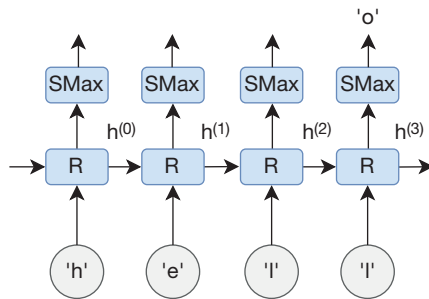 'o'
SMax SMax SMax SMax
h(0) h(1) h(2) h(3)
R R R R
'h' 'e' 'l' 'l'